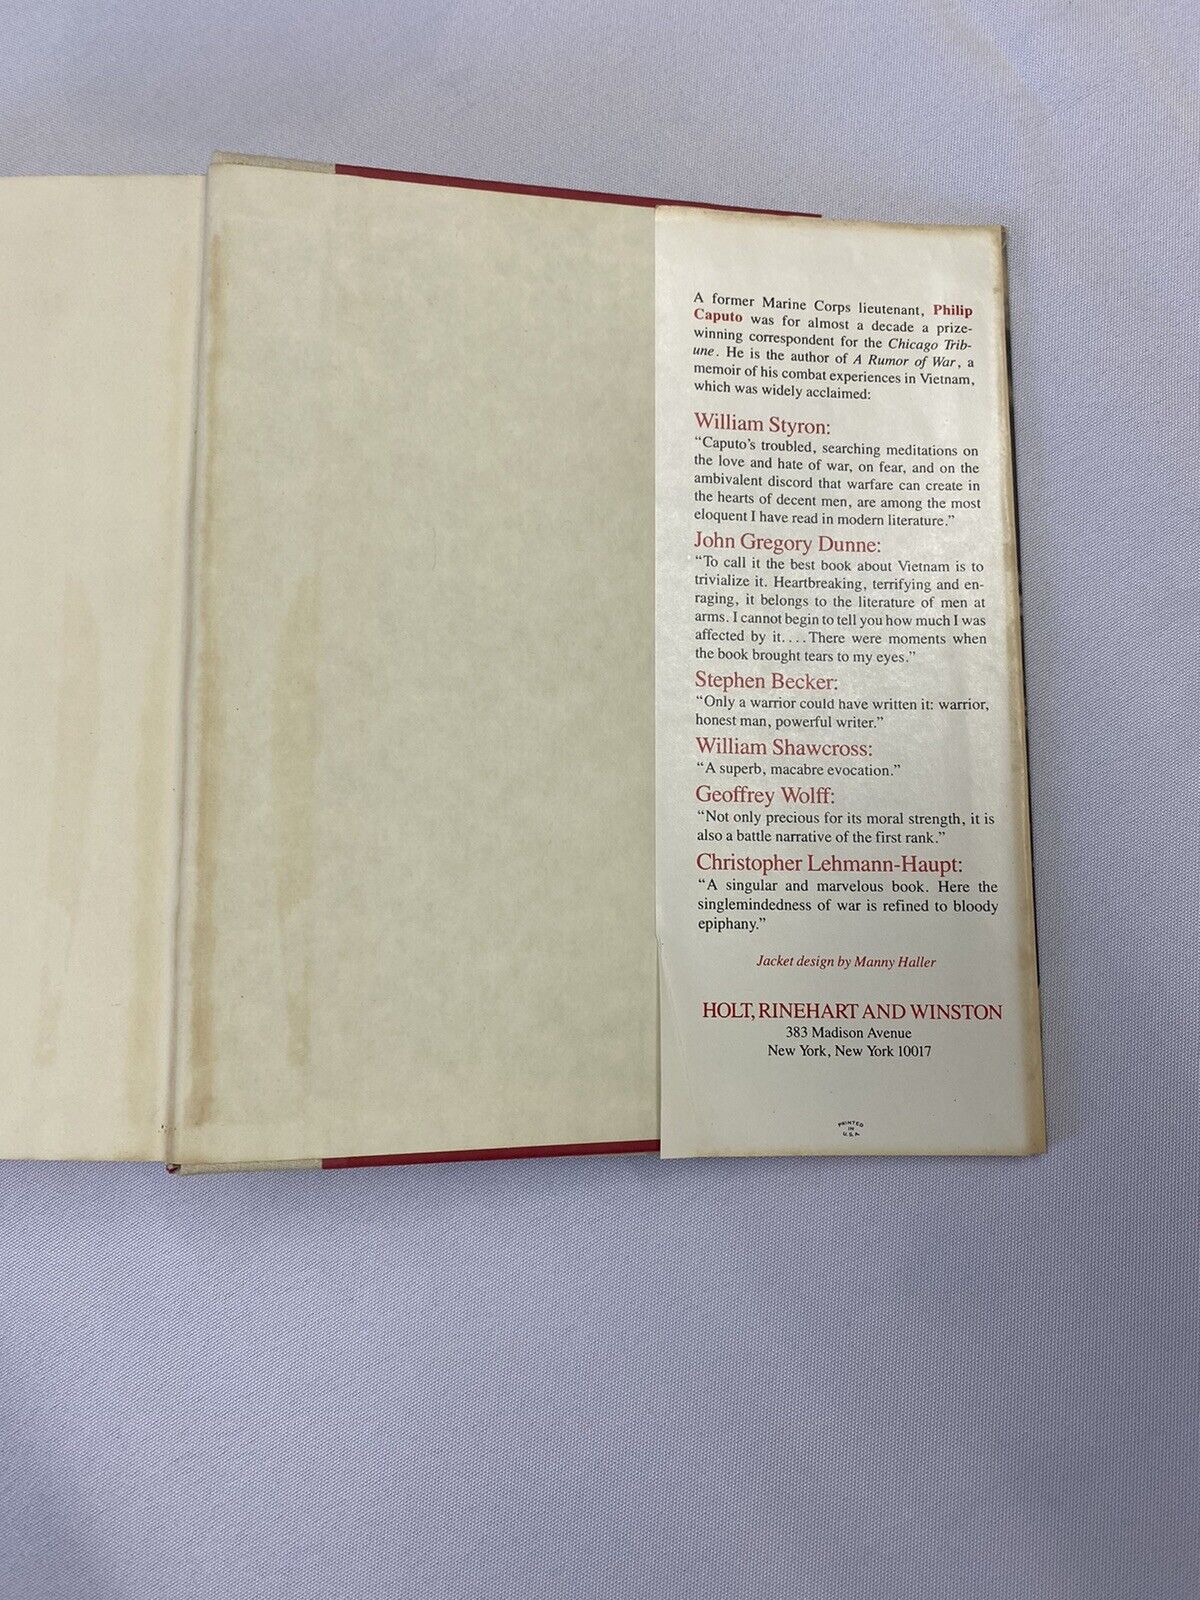 A former Marine Corps lieutenant, Philip
Caputo was for almost a decade a prize-
winning correspondent for the Chicago Trib-
une. He is the author of A Rumor of War, a
memoir of his combat experiences in Vietnam,
which was widely acclaimed:
William Styron:
“Caputo’s troubled, searching meditations on
the love and hate of war, on fear, and on the
ambivalent discord that warfare can create in
the hearts of decent men, are among the most
eloquent I have read in modern literature.”
John Gregory Dunne:
“To call it the best book about Vietnam is to
trivialize it. Heartbreaking, terrifying and en-
raging, it belongs to the literature of men at
arms. I cannot begin to tell you how much I was
affected by it. . . . There were moments when
the book brought tears to my eyes.”
Stephen Becker:
“Only a warrior could have written it: warrior,
honest man, powerful writer.”
William Shawcross:
“A superb, macabre evocation.”
Geoffrey Wolff:
“Not only precious for its moral strength, it is
also a battle narrative of the first rank.”
Christopher Lehmann-Haupt:
“A singular and marvelous book. Here the
singlemindedness of war is refined to bloody
epiphany.”
Jacket design by Manny Haller
HOLT, RINEHART AND WINSTON
383 Madison Avenue
New York, New York 10017
PRINTED
IN
U.S.A.